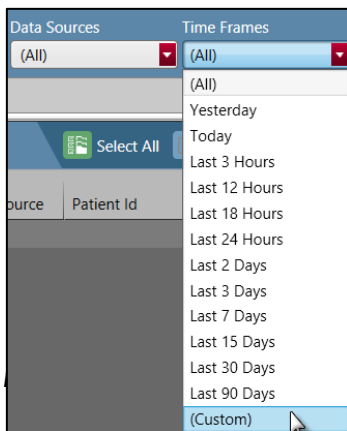 Data Sources Time Frames
(All) (All)
(All)
Yesterday
Today
Select All
Last 3 Hours
Last 12 Hours
Patient Id
Last 18 Hours
Last 24 Hours
Last 2 Days
Last 3 Days
Last 7 Days
Last 15 Days
Last 30 Days
Last 90 Days
(Custom)